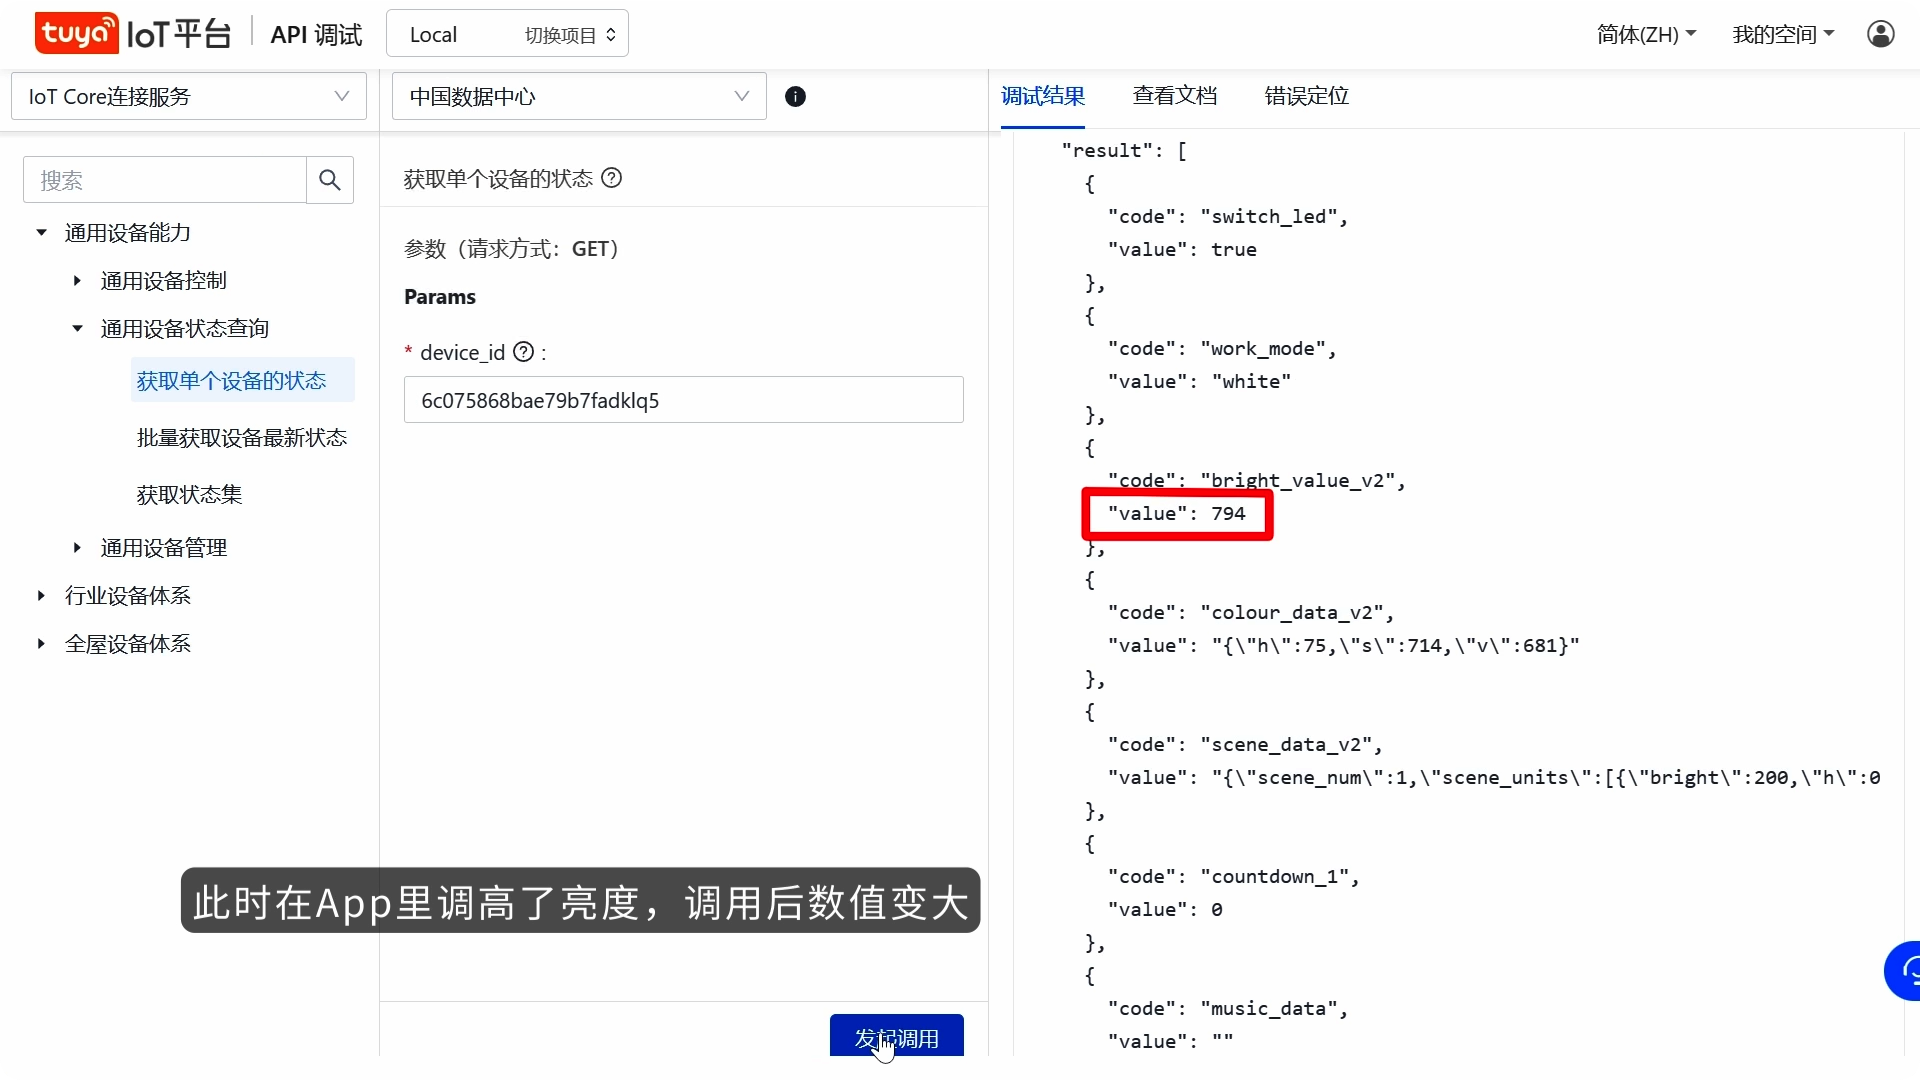 tuya IoT平台 API 调试 Local 切换项目 简体(ZH) 我的空间
IoT Core连接服务 中国数据中心 调试结果 查看文档 错误定位
搜索
通用设备能力
通用设备控制
通用设备状态查询
获取单个设备的状态
批量获取设备最新状态
获取状态集
通用设备管理
行业设备体系
全屋设备体系
获取单个设备的状态
参数（请求方式：GET）
Params
* device_id :
6c075868bae79b7fadklq5
"result": [
{
"code": "switch_led",
"value": true
},
{
"code": "work_mode",
"value": "white"
},
{
"code": "bright_value_v2",
"value": 794
},
{
"code": "colour_data_v2",
"value": "{\"h\":75,\"s\":714,\"v\":681}"
},
{
"code": "scene_data_v2",
"value": "{\"scene_num\":1,\"scene_units\":[{\"bright\":200,\"h\":0
},
{
"code": "countdown_1",
"value": 0
},
{
"code": "music_data",
"value": ""
此时在App里调高了亮度，调用后数值变大
发起调用